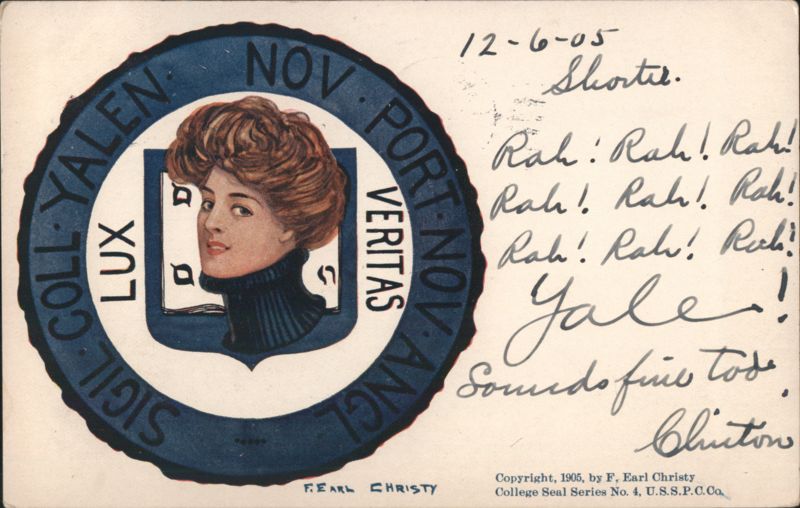 SIGIL · COLL · YALEN · NOV · PORT · NOV · ANGL
LUX
VERITAS
F. EARL CHRISTY
12-6-05
Rah! Rah! Rah!
Rah! Rah! Rah!
Rah! Rah! Rah!
Yale!
Sounds fine too.
Clinton
Copyright, 1905, by F. Earl Christy
College Seal Series No. 4, U.S.S.P.C.Co.